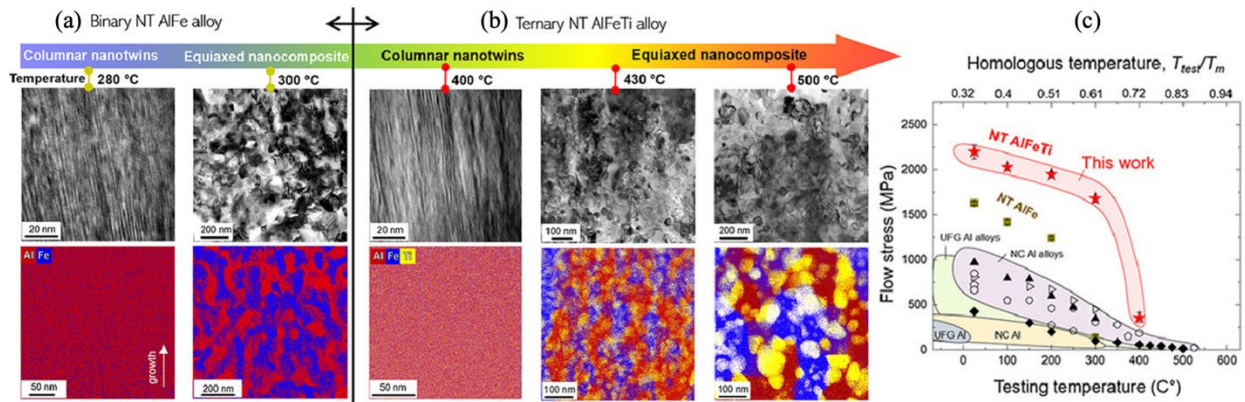 (a) Binary NT AlFe alloy
Columnar nanotwins
Equiaxed nanocomposite
Temperature 280 °C
300 °C
20 nm
200 nm
Al Fe
growth
50 nm
200 nm
(b) Ternary NT AlFeTi alloy
Columnar nanotwins
Equiaxed nanocomposite
400 °C
430 °C
500 °C
20 nm
100 nm
200 nm
Al Fe Ti
50 nm
100 nm
100 nm
(c)
Homologous temperature, Ttest/Tm
0.32 0.4 0.51 0.61 0.72 0.83 0.94
2500
2000
1500
1000
500
0
Flow stress (MPa)
NT AlFeTi
This work
NT AlFe
UFG Al alloys
NC Al alloys
UFG Al
NC Al
0 100 200 300 400 500 600
Testing temperature (C°)